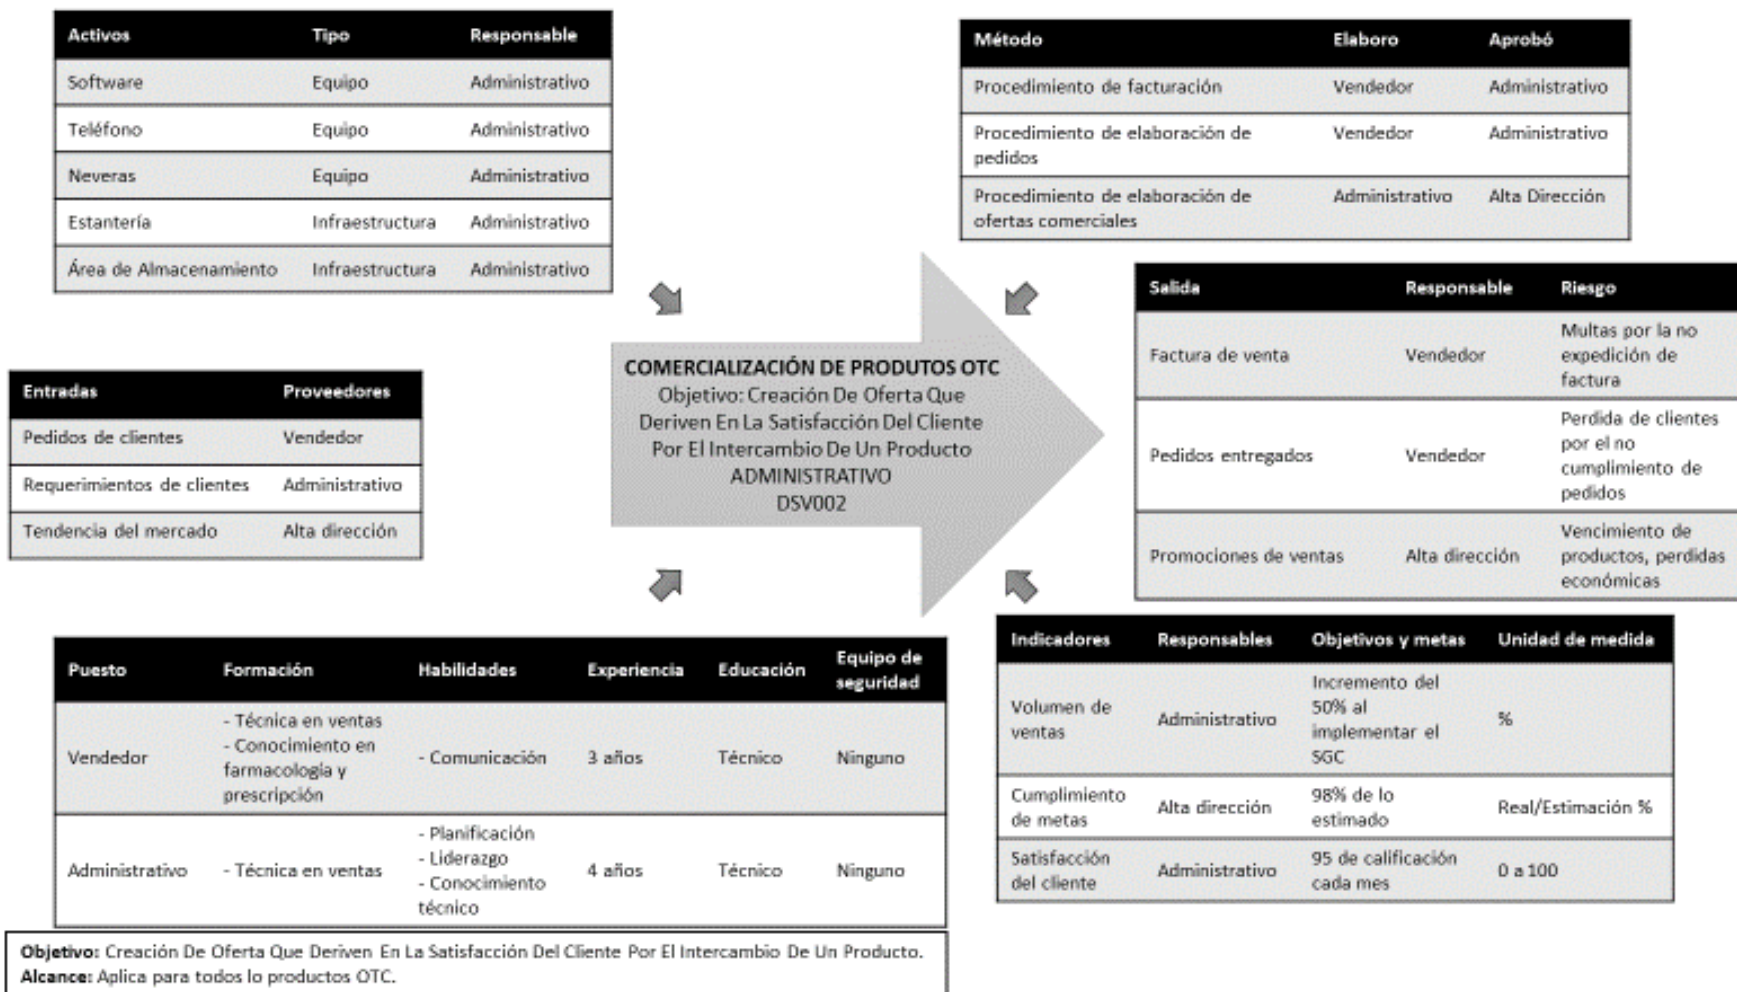 Activos Tipo Responsable
Software Equipo Administrativo
Teléfono Equipo Administrativo
Neveras Equipo Administrativo
Estantería Infraestructura Administrativo
Área de Almacenamiento Infraestructura Administrativo
Método Elaboro Aprobó
Procedimiento de facturación Vendedor Administrativo
Procedimiento de elaboración de
pedidos
Vendedor Administrativo
Procedimiento de elaboración de
ofertas comerciales
Administrativo Alta Dirección
Entradas Proveedores
Pedidos de clientes Vendedor
Requerimientos de clientes Administrativo
Tendencia del mercado Alta dirección
COMERCIALIZACIÓN DE PRODUTOS OTC
Objetivo: Creación De Oferta Que
Deriven En La Satisfacción Del Cliente
Por El Intercambio De Un Producto
ADMINISTRATIVO
DSV002
Salida Responsable Riesgo
Factura de venta Vendedor
Multas por la no
expedición de
factura
Pedidos entregados Vendedor
Perdida de clientes
por el no
cumplimiento de
pedidos
Promociones de ventas Alta dirección
Vencimiento de
productos, perdidas
económicas
Puesto Formación Habilidades Experiencia Educación
Equipo de
seguridad
Vendedor
- Técnica en ventas
- Conocimiento en
farmacología y
prescripción
- Comunicación 3 años Técnico Ninguno
Administrativo - Técnica en ventas
- Planificación
- Liderazgo
- Conocimiento
técnico
4 años Técnico Ninguno
Indicadores Responsables Objetivos y metas Unidad de medida
Volumen de
ventas
Administrativo
Incremento del
50% al
implementar el
SGC
%
Cumplimiento
de metas
Alta dirección
98% de lo
estimado
Real/Estimación %
Satisfacción
del cliente
Administrativo
95 de calificación
cada mes
0 a 100
Objetivo: Creación De Oferta Que Deriven En La Satisfacción Del Cliente Por El Intercambio De Un Producto.
Alcance: Aplica para todos lo productos OTC.